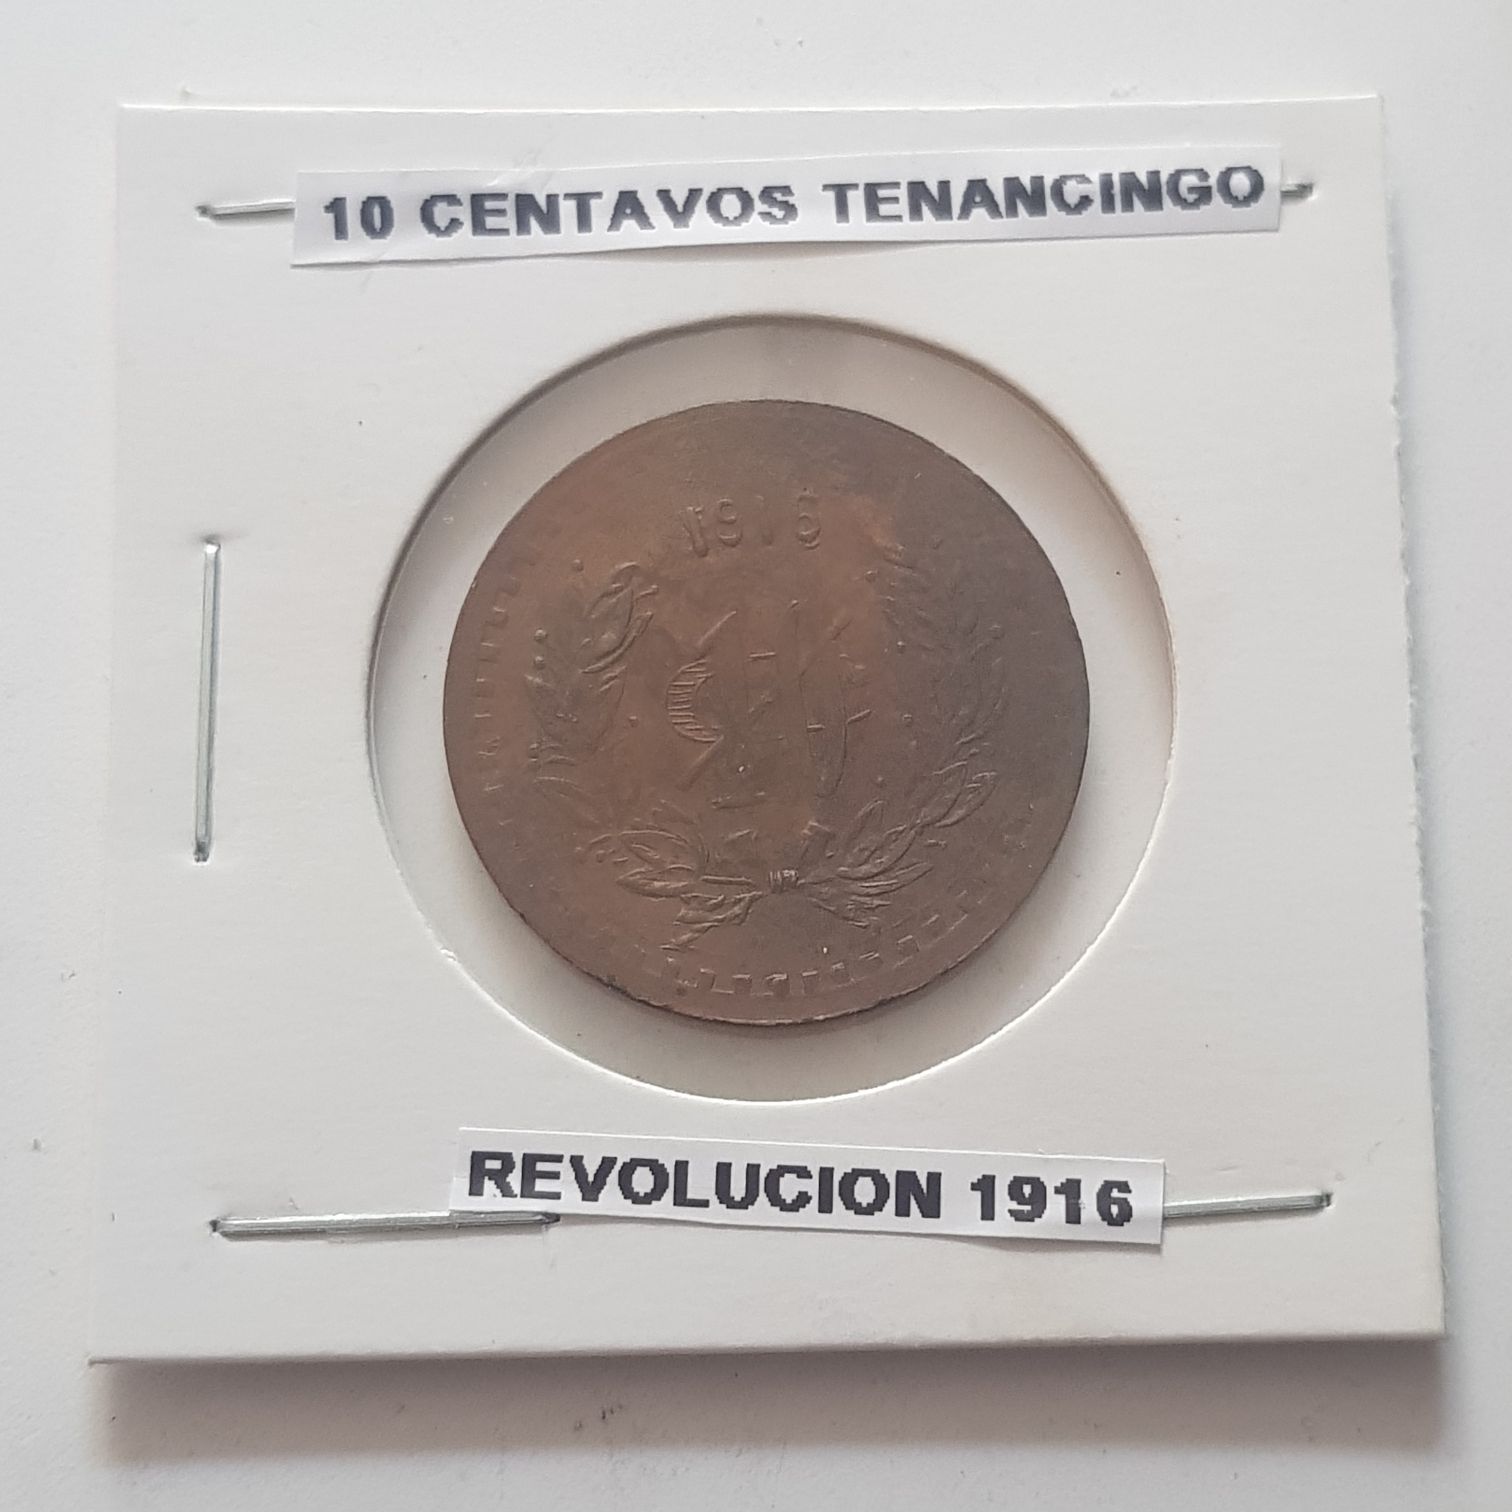 10 CENTAVOS TENANCINGO
1916
REVOLUCION 1916